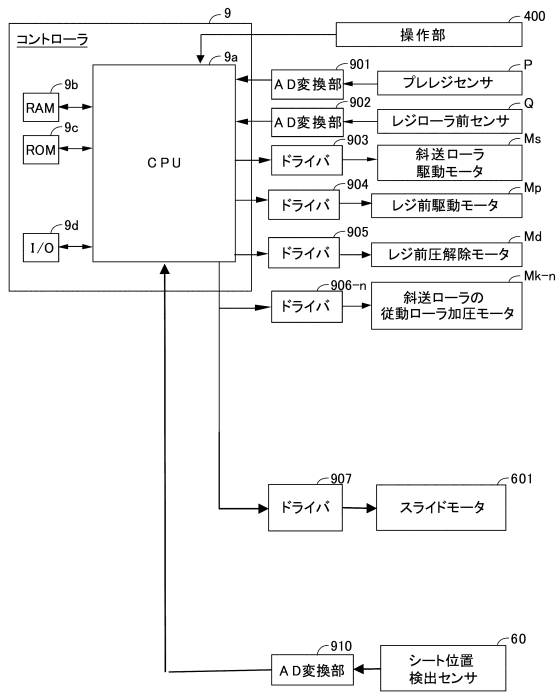 9
400
コントローラ
操作部
9a
901
P
9b
AD変換部
プレレジセンサ
RAM
902
Q
9c
AD変換部
レジローラ前センサ
ROM
903
Ms
CPU
ドライバ
斜送ローラ
駆動モータ
904
Mp
ドライバ
レジ前駆動モータ
9d
905
Md
I/O
ドライバ
レジ前圧解除モータ
906-n
Mk-n
ドライバ
斜送ローラの
従動ローラ加圧モータ
907
601
ドライバ
スライドモータ
910
60
AD変換部
シート位置
検出センサ